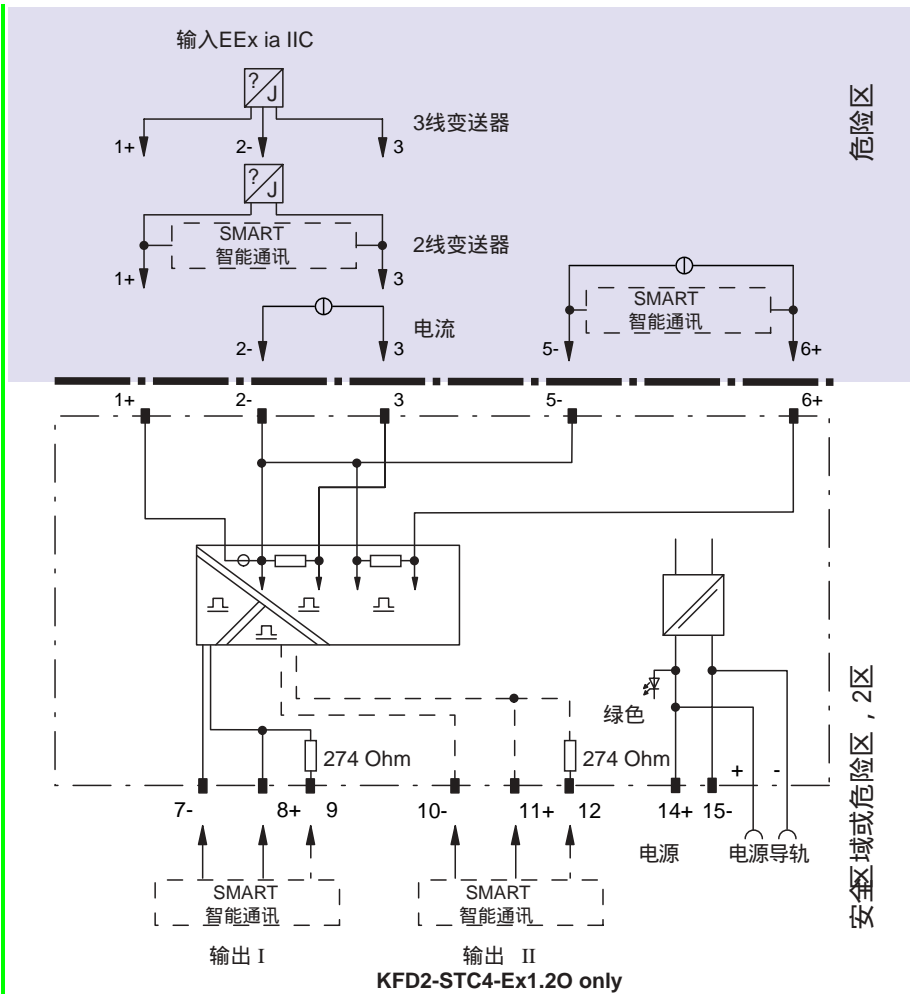 输入EEx ia IIC
危险区
? J
3线变送器
1+ 2- 3
? J
SMART
智能通讯
2线变送器
1+ 3
SMART
智能通讯
电流
2- 3 5- 6+
1+ 2- 3 5- 6+
安全区域或危险区，2区
绿色
274 Ohm 274 Ohm
+ -
7- 8+ 9 10- 11+ 12 14+ 15-
电源 电源导轨
SMART
智能通讯
SMART
智能通讯
输出 I 输出 II
KFD2-STC4-Ex1.2O only